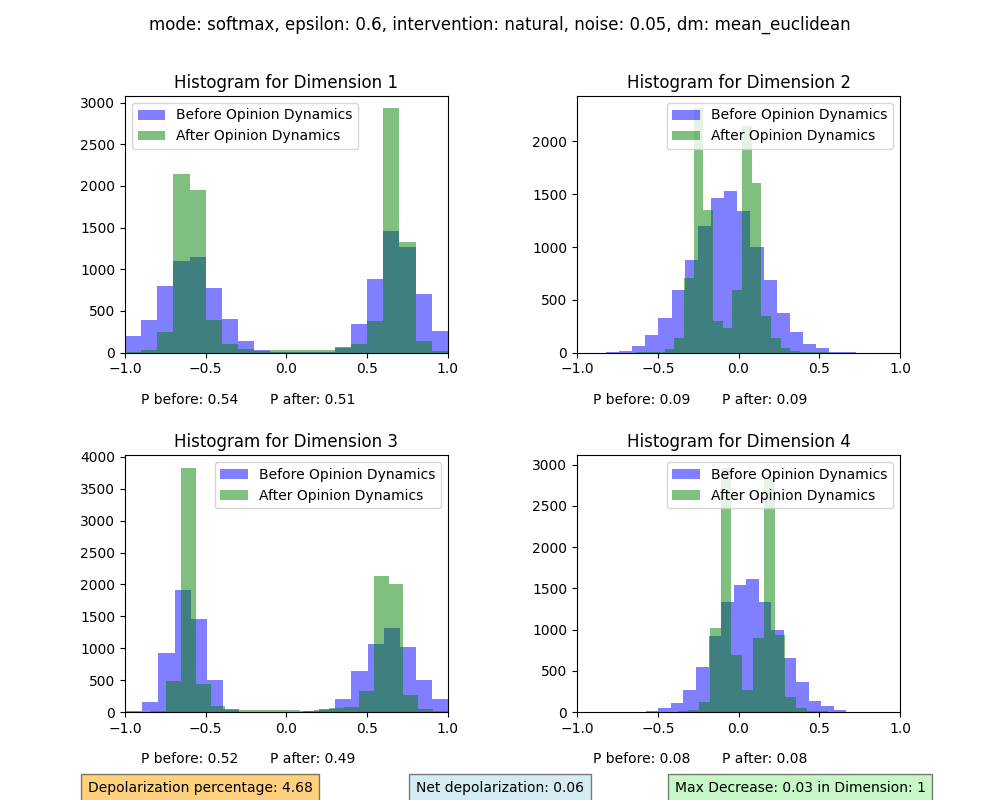 mode: softmax, epsilon: 0.6, intervention: natural, noise: 0.05, dm: mean_euclidean
Histogram for Dimension 1
Before Opinion Dynamics
After Opinion Dynamics
3000
2500
2000
1500
1000
500
0
−1.0 −0.5 0.0 0.5 1.0
P before: 0.54 P after: 0.51
Histogram for Dimension 2
Before Opinion Dynamics
After Opinion Dynamics
2000
1500
1000
500
0
−1.0 −0.5 0.0 0.5 1.0
P before: 0.09 P after: 0.09
Histogram for Dimension 3
Before Opinion Dynamics
After Opinion Dynamics
4000
3500
3000
2500
2000
1500
1000
500
0
−1.0 −0.5 0.0 0.5 1.0
P before: 0.52 P after: 0.49
Histogram for Dimension 4
Before Opinion Dynamics
After Opinion Dynamics
3000
2500
2000
1500
1000
500
0
−1.0 −0.5 0.0 0.5 1.0
P before: 0.08 P after: 0.08
Depolarization percentage: 4.68 Net depolarization: 0.06 Max Decrease: 0.03 in Dimension: 1